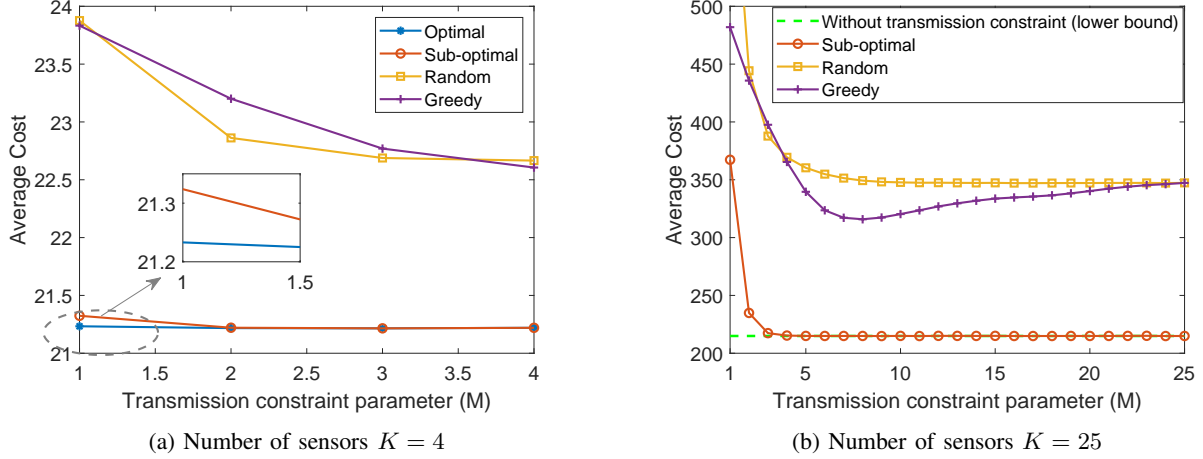 24
23.5
23
22.5
22
21.5
21
Average Cost
Optimal
Sub-optimal
Random
Greedy
21.3
21.2
1 1.5
1 1.5 2 2.5 3 3.5 4
Transmission constraint parameter (M)
(a) Number of sensors K = 4
500
450
400
350
300
250
200
Average Cost
Without transmission constraint (lower bound)
Sub-optimal
Random
Greedy
1 5 10 15 20 25
Transmission constraint parameter (M)
(b) Number of sensors K = 25